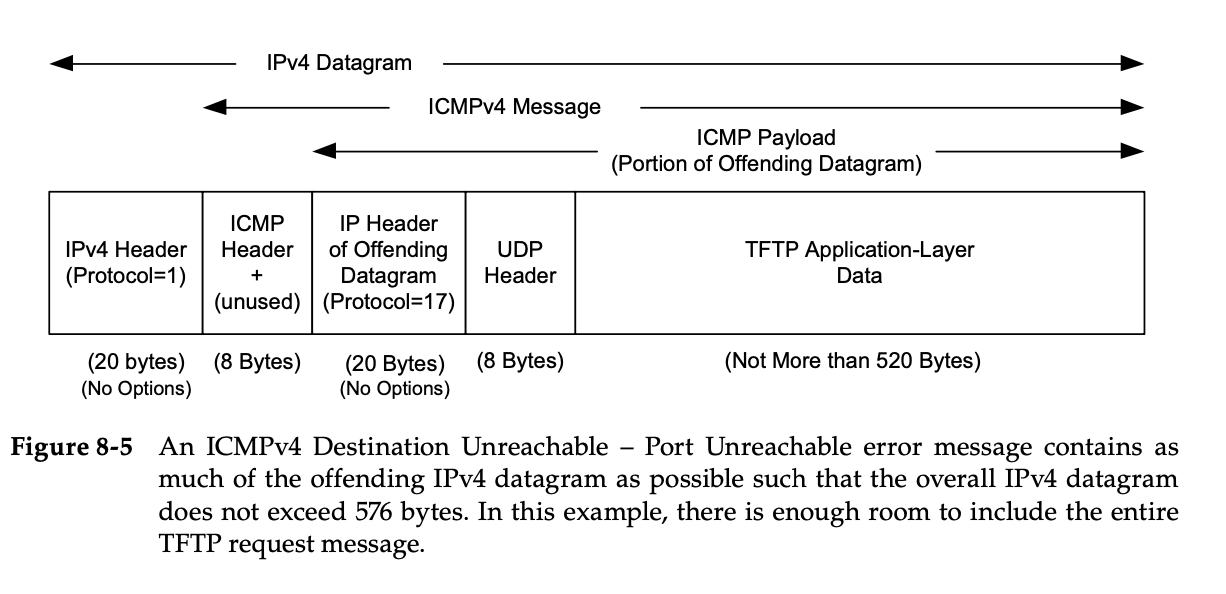 IPv4 Datagram
ICMPv4 Message
ICMP Payload
(Portion of Offending Datagram)
IPv4 Header
(Protocol=1)
ICMP
Header
+
(unused)
IP Header
of Offending
Datagram
(Protocol=17)
UDP
Header
TFTP Application-Layer
Data
(20 bytes)
(No Options)
(8 Bytes)
(20 Bytes)
(No Options)
(8 Bytes)
(Not More than 520 Bytes)
Figure 8-5 An ICMPv4 Destination Unreachable – Port Unreachable error message contains as
much of the offending IPv4 datagram as possible such that the overall IPv4 datagram
does not exceed 576 bytes. In this example, there is enough room to include the entire
TFTP request message.